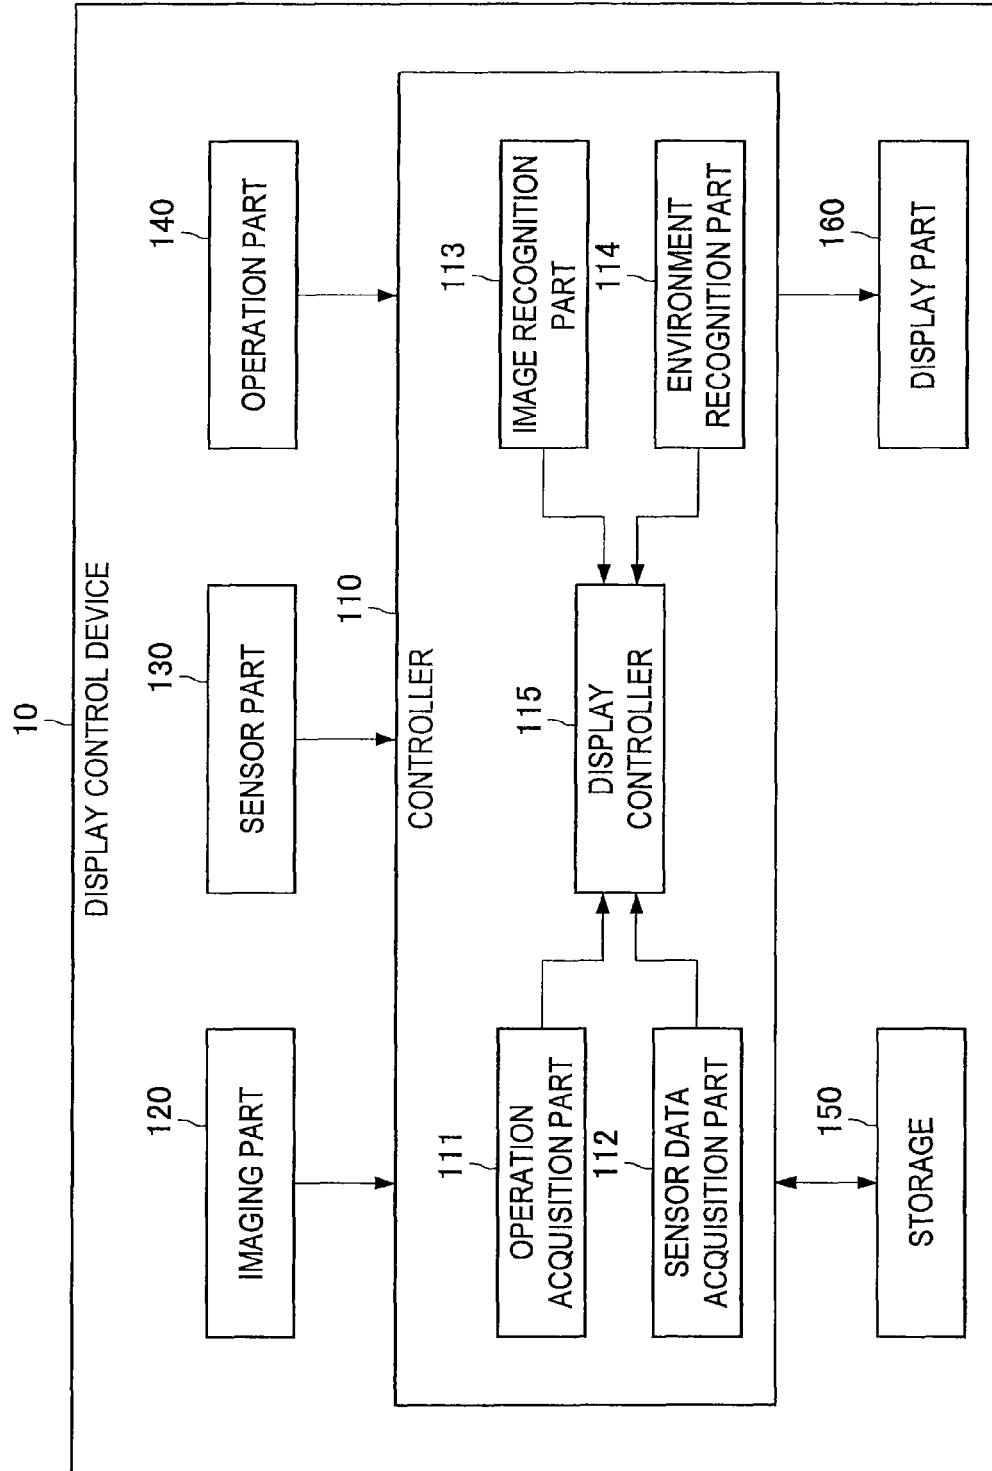 10
DISPLAY CONTROL DEVICE
120
IMAGING PART
130
SENSOR PART
140
OPERATION PART
110
CONTROLLER
111
OPERATION
ACQUISITION PART
112
SENSOR DATA
ACQUISITION PART
115
DISPLAY
CONTROLLER
113
IMAGE RECOGNITION
PART
114
ENVIRONMENT
RECOGNITION PART
150
STORAGE
160
DISPLAY PART